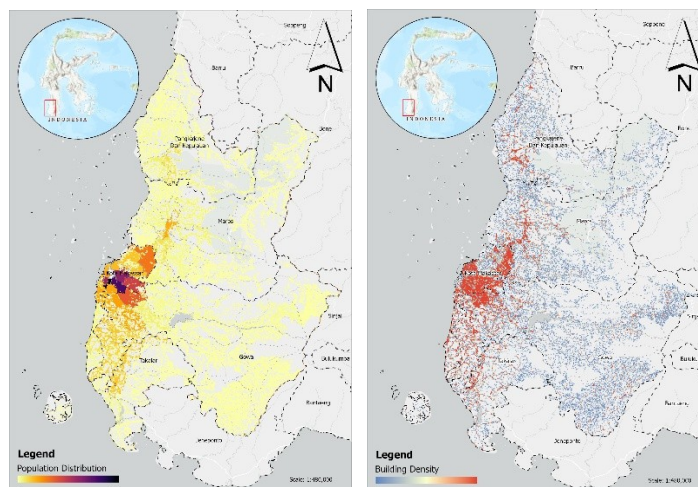 Soppeng
INDONESIA
Barru
N
Bone
Pangkajene
Dan Kepulauan
Maros
Sinjai
Gowa
Takalar
Bulukumba
Bantaeng
Jeneponto
Legend
Population Distribution
Scale: 1:480,000
Soppeng
INDONESIA
Barru
N
Bone
Pangkajene
Dan Kepulauan
Maros
Sinjai
Gowa
Takalar
Bantaeng
Jeneponto
Legend
Building Density
Scale: 1:480,000